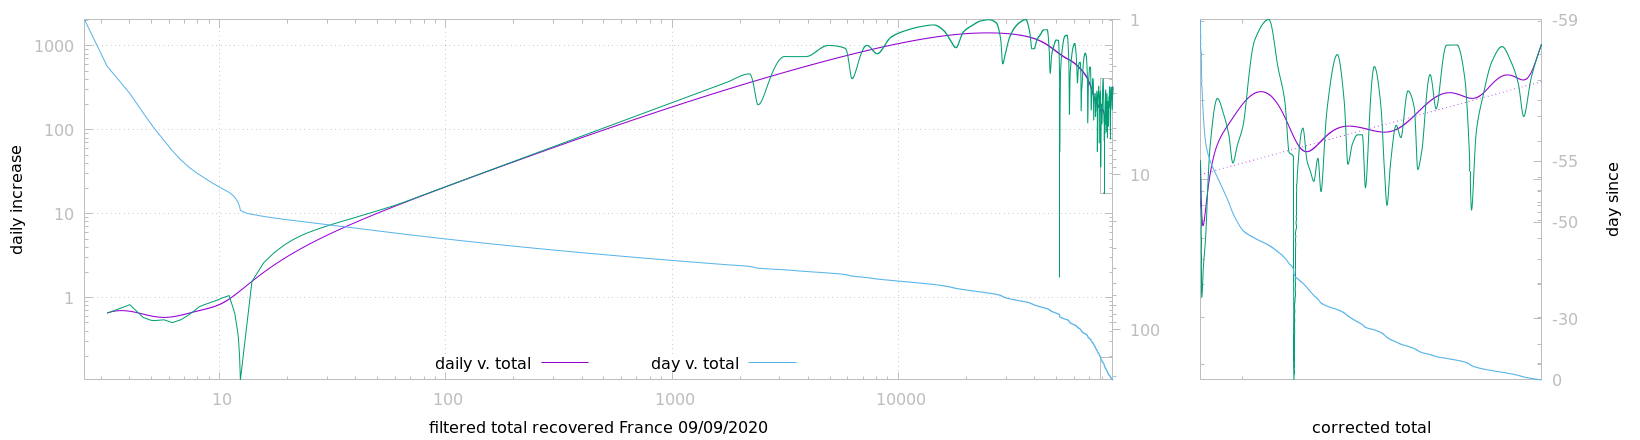 daily increase
1000
100
10
1
1
10
100
10
100
1000
10000
daily v. total
day v. total
filtered total recovered France 09/09/2020
-59
-55
-50
-30
0
day since
corrected total